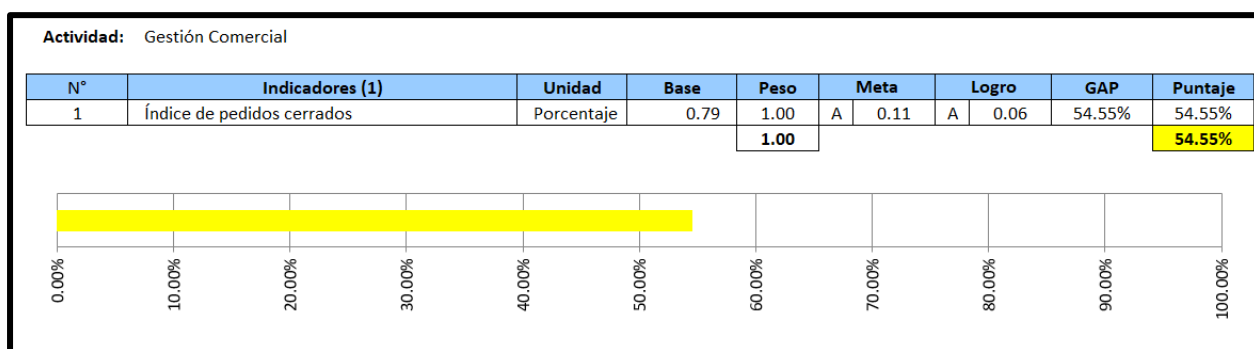 Actividad: Gestión Comercial
N° Indicadores (1) Unidad Base Peso Meta Logro GAP Puntaje
1 Índice de pedidos cerrados Porcentaje 0.79 1.00 A 0.11 A 0.06 54.55% 54.55%
1.00 54.55%
0.00% 10.00% 20.00% 30.00% 40.00% 50.00% 60.00% 70.00% 80.00% 90.00% 100.00%